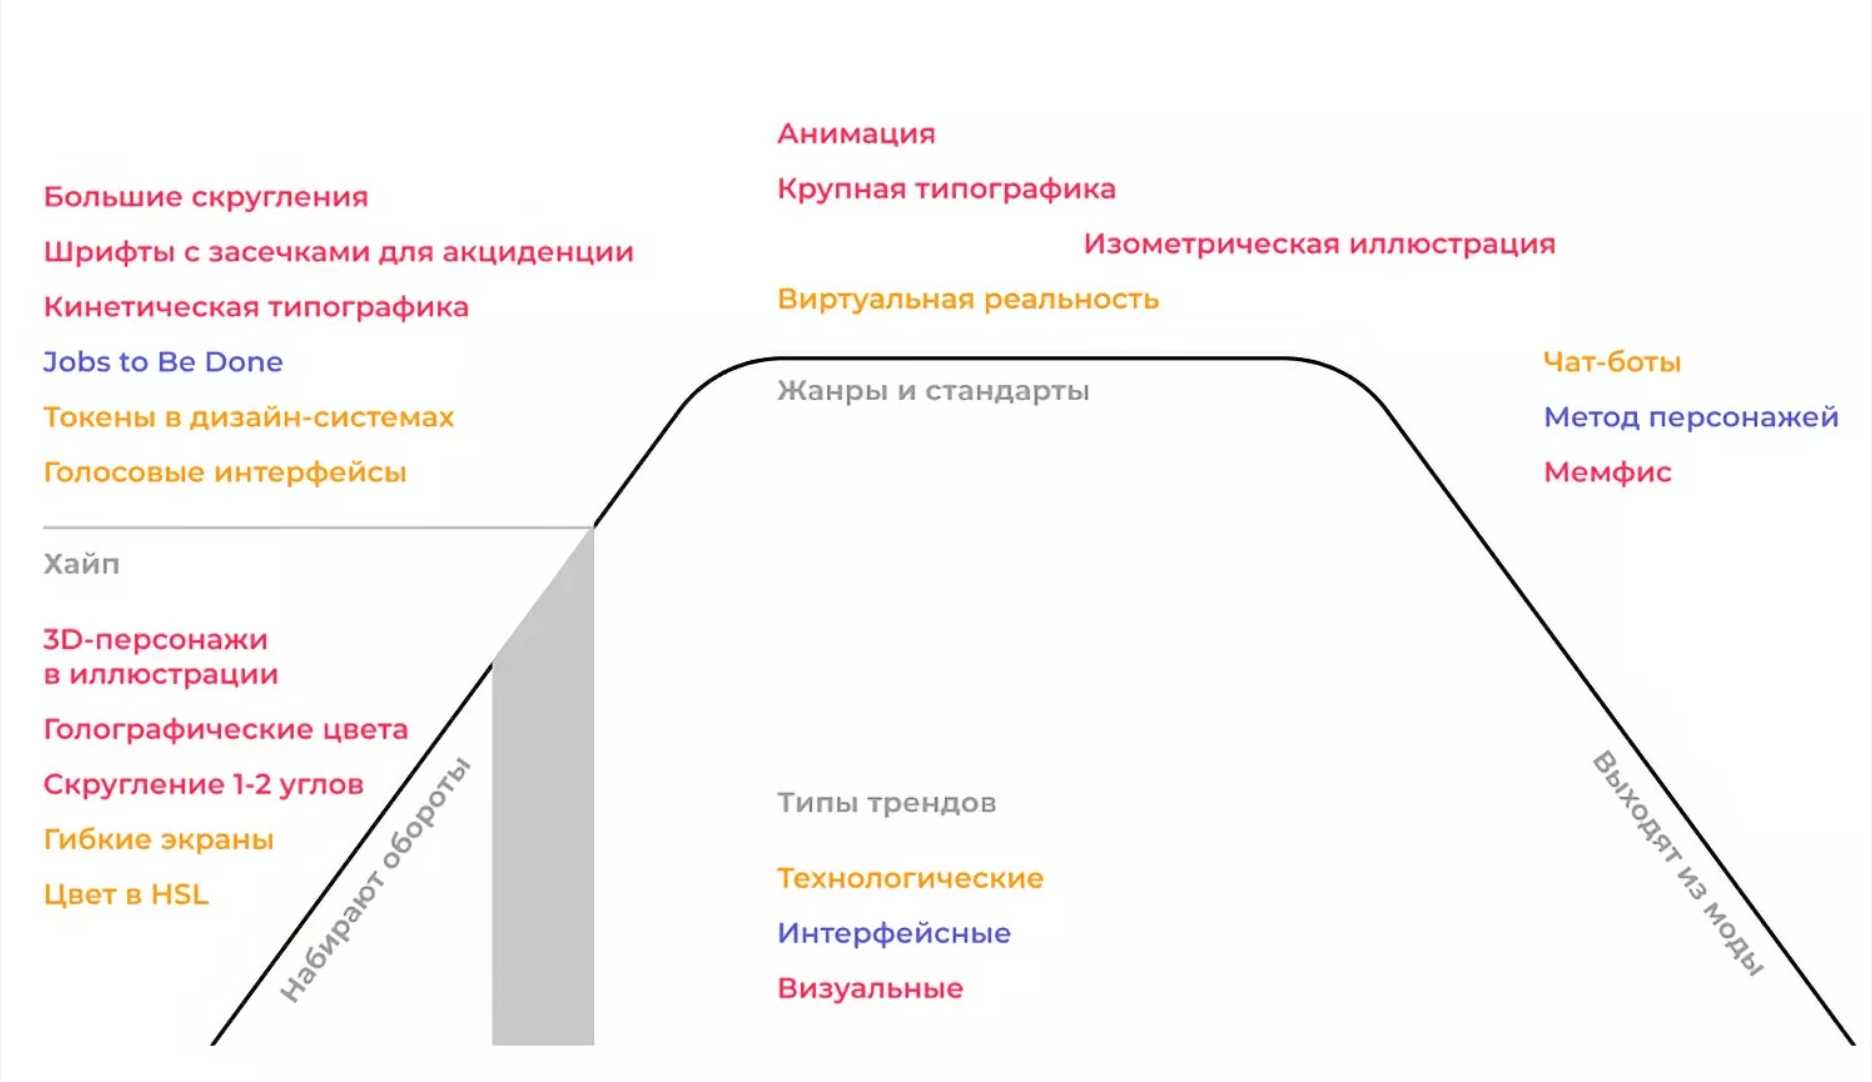 Анимация
Крупная типографика
Изометрическая иллюстрация
Виртуальная реальность
Большие скругления
Шрифты с засечками для акциденции
Кинетическая типографика
Jobs to Be Done
Токены в дизайн-системах
Голосовые интерфейсы
Хайп
3D-персонажи
в иллюстрации
Голографические цвета
Скругление 1-2 углов
Гибкие экраны
Цвет в HSL
Набирают обороты
Жанры и стандарты
Типы трендов
Технологические
Интерфейсные
Визуальные
Чат-боты
Метод персонажей
Мемфис
Выходят из моды